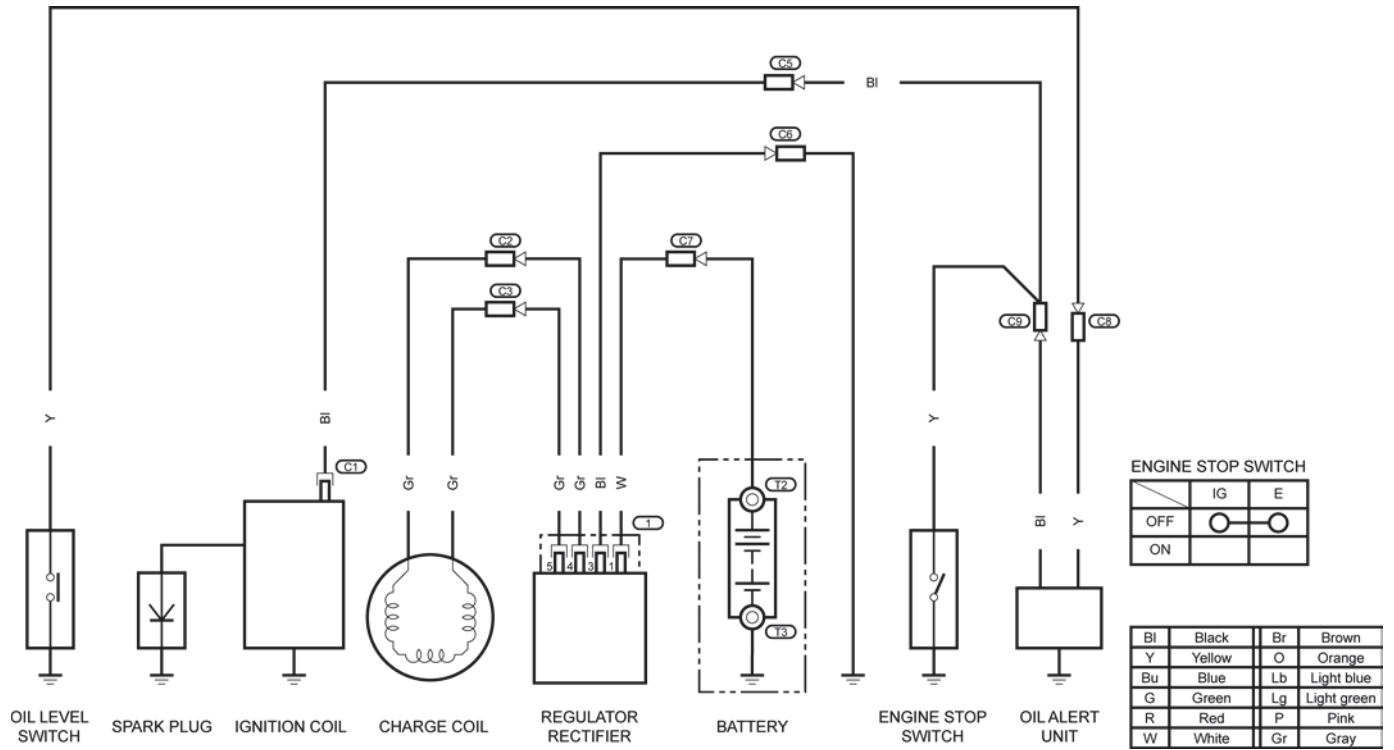 C5
Bl
C6
C2
C7
C3
C9
C8
Y
Bl
Y
C1
Gr
Gr
Gr
Gr
Bl
W
T2
Bl
Y
1
5
4
3
1
T3
ENGINE STOP SWITCH
IG E
OFF
ON
Bl Black Br Brown
Y Yellow O Orange
Bu Blue Lb Light blue
G Green Lg Light green
R Red P Pink
W White Gr Gray
OIL LEVEL
SWITCH
SPARK PLUG
IGNITION COIL
CHARGE COIL
REGULATOR
RECTIFIER
BATTERY
ENGINE STOP
SWITCH
OIL ALERT
UNIT